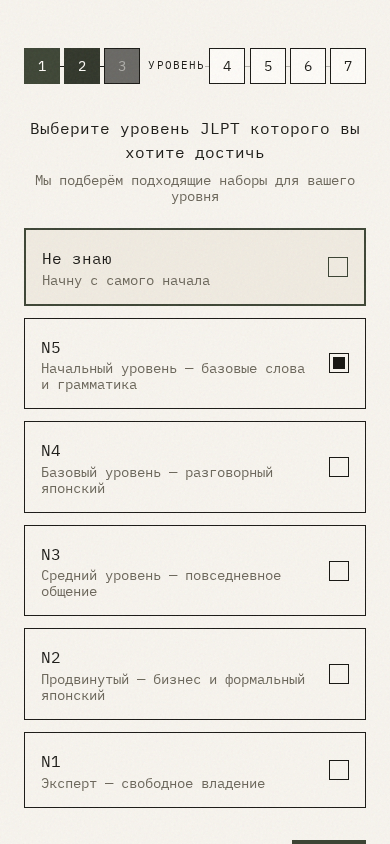 1 2 3 УРОВЕНЬ 4 5 6 7
Выберите уровень JLPT которого вы
хотите достичь
Мы подберём подходящие наборы для вашего
уровня
Не знаю
Начну с самого начала
N5
Начальный уровень — базовые слова
и грамматика
N4
Базовый уровень — разговорный
японский
N3
Средний уровень — повседневное
общение
N2
Продвинутый — бизнес и формальный
японский
N1
Эксперт — свободное владение